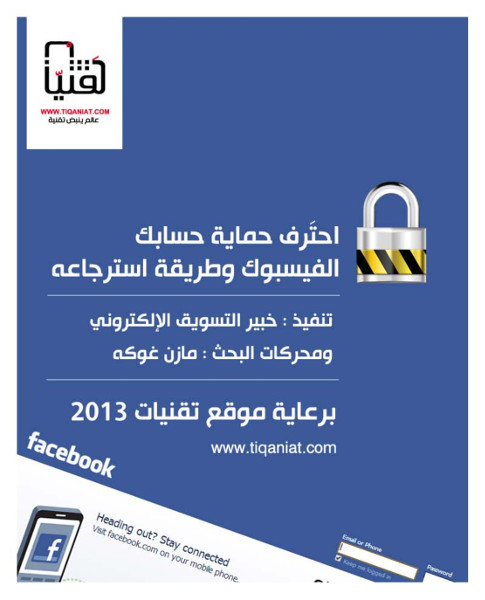 تقنيات
WWW.TIQANIAT.COM
عالم ينبض تقنية
احترَف حماية حسابك
الفيسبوك وطريقة استرجاعه
تنفيذ : خبير التسويق الإلكتروني
ومحركات البحث : مازن غوكه
برعاية موقع تقنيات 2013
www.tiqaniat.com
facebook
f
Heading out? Stay connected
Visit facebook.com on your mobile phone.
Email or Phone
Keep me logged in
Password